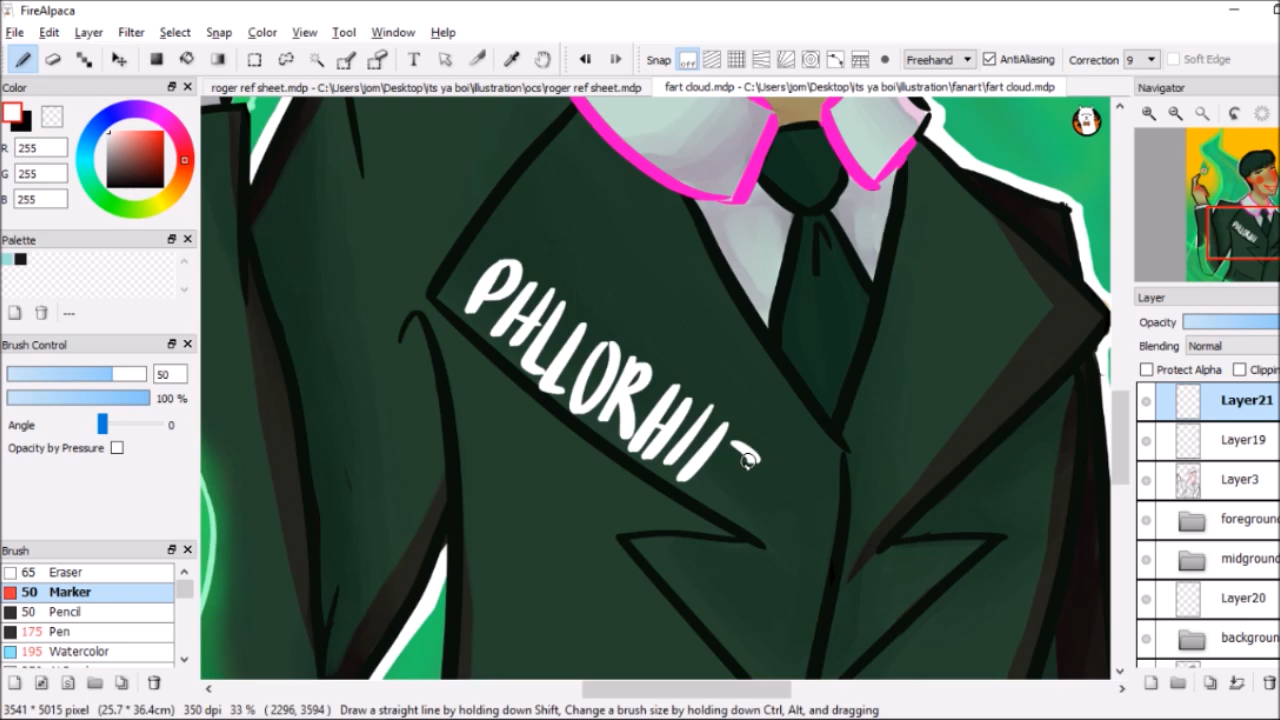 FireAlpaca
File Edit Layer Filter Select Snap Color View Tool Window Help
Snap off Freehand AntiAliasing Correction 9 Soft Edge
Color
roger ref sheet.mdp - C:\Users\jom\Desktop\its ya boi\illustration\ocs\roger ref sheet.mdp
fart cloud.mdp - C:\Users\jom\Desktop\its ya boi\illustration\fanart\fart cloud.mdp
Navigator
R 255
G 255
B 255
Palette
---
Brush Control
50
100 %
Angle 0
Opacity by Pressure
Brush
65 Eraser
50 Marker
50 Pencil
175 Pen
195 Watercolor
PHLLORHII
Layer
Opacity
Blending Normal
Protect Alpha Clippin
Layer21
Layer19
Layer3
foreground
midground
Layer20
background
3541 * 5015 pixel (25.7 * 36.4cm) 350 dpi 33 % ( 2296, 3594 ) Draw a straight line by holding down Shift, Change a brush size by holding down Ctrl, Alt, and dragging